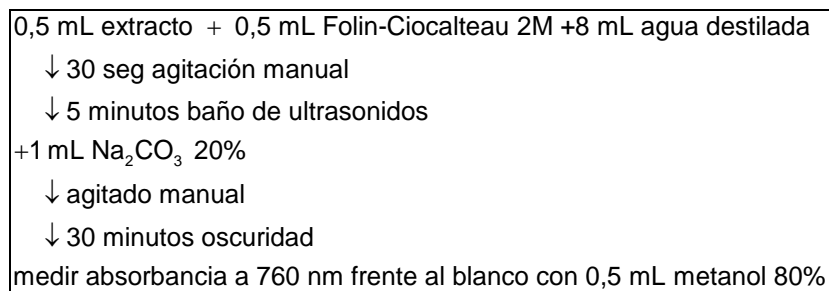 0,5 mL extracto + 0,5 mL Folin-Ciocalteau 2M +8 mL agua destilada
↓ 30 seg agitación manual
↓ 5 minutos baño de ultrasonidos
+1 mL Na₂CO₃ 20%
↓ agitado manual
↓ 30 minutos oscuridad
medir absorbancia a 760 nm frente al blanco con 0,5 mL metanol 80%